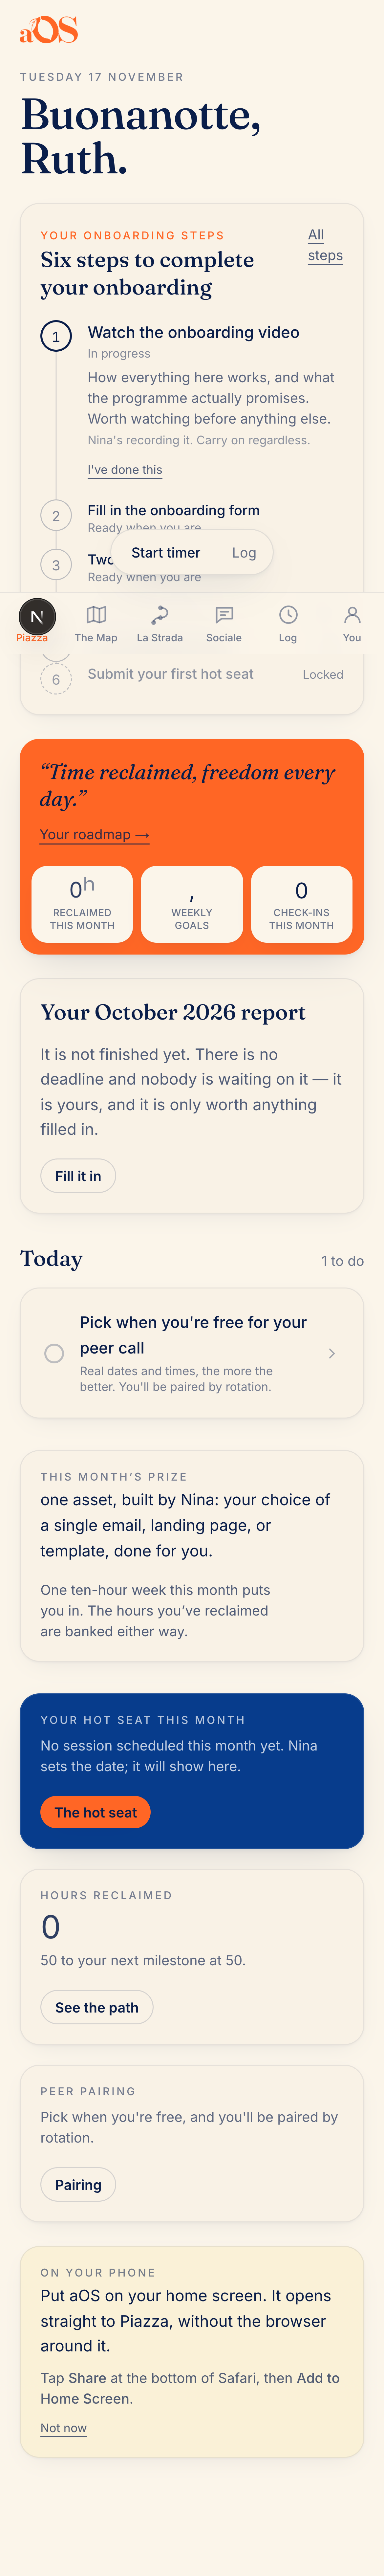 aOS
TUESDAY 17 NOVEMBER
Buonanotte,
Ruth.
YOUR ONBOARDING STEPS
All
steps
Six steps to complete
your onboarding
1
Watch the onboarding video
In progress
How everything here works, and what
the programme actually promises.
Worth watching before anything else.
Nina's recording it. Carry on regardless.
I've done this
2
Fill in the onboarding form
Ready when you are
3
Two
Ready when you are
Start timer
Log
N
Piazza
The Map
La Strada
Sociale
Log
You
6
Submit your first hot seat
Locked
“Time reclaimed, freedom every
day.”
Your roadmap →
0h
RECLAIMED
THIS MONTH
,
WEEKLY
GOALS
0
CHECK-INS
THIS MONTH
Your October 2026 report
It is not finished yet. There is no
deadline and nobody is waiting on it — it
is yours, and it is only worth anything
filled in.
Fill it in
Today
1 to do
Pick when you're free for your
peer call
Real dates and times, the more the
better. You'll be paired by rotation.
THIS MONTH’S PRIZE
one asset, built by Nina: your choice of
a single email, landing page, or
template, done for you.
One ten-hour week this month puts
you in. The hours you’ve reclaimed
are banked either way.
YOUR HOT SEAT THIS MONTH
No session scheduled this month yet. Nina
sets the date; it will show here.
The hot seat
HOURS RECLAIMED
0
50 to your next milestone at 50.
See the path
PEER PAIRING
Pick when you're free, and you'll be paired by
rotation.
Pairing
ON YOUR PHONE
Put aOS on your home screen. It opens
straight to Piazza, without the browser
around it.
Tap Share at the bottom of Safari, then Add to
Home Screen.
Not now